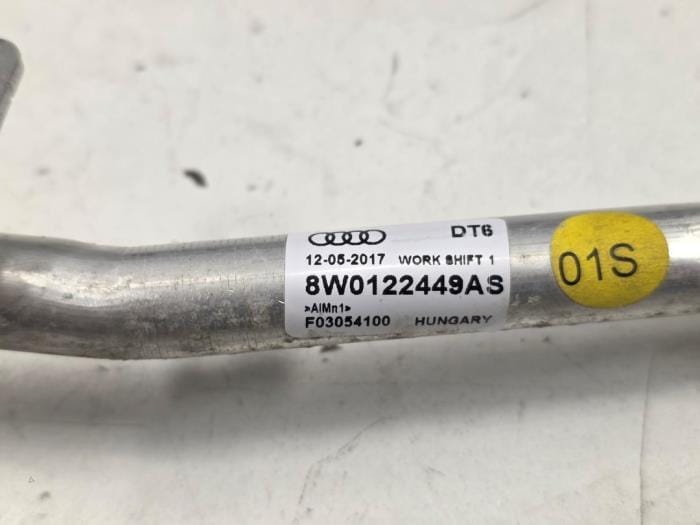 DT6
12-05-2017 WORK SHIFT 1
8W0122449AS
>AlMn1<
F03054100 HUNGARY
01S